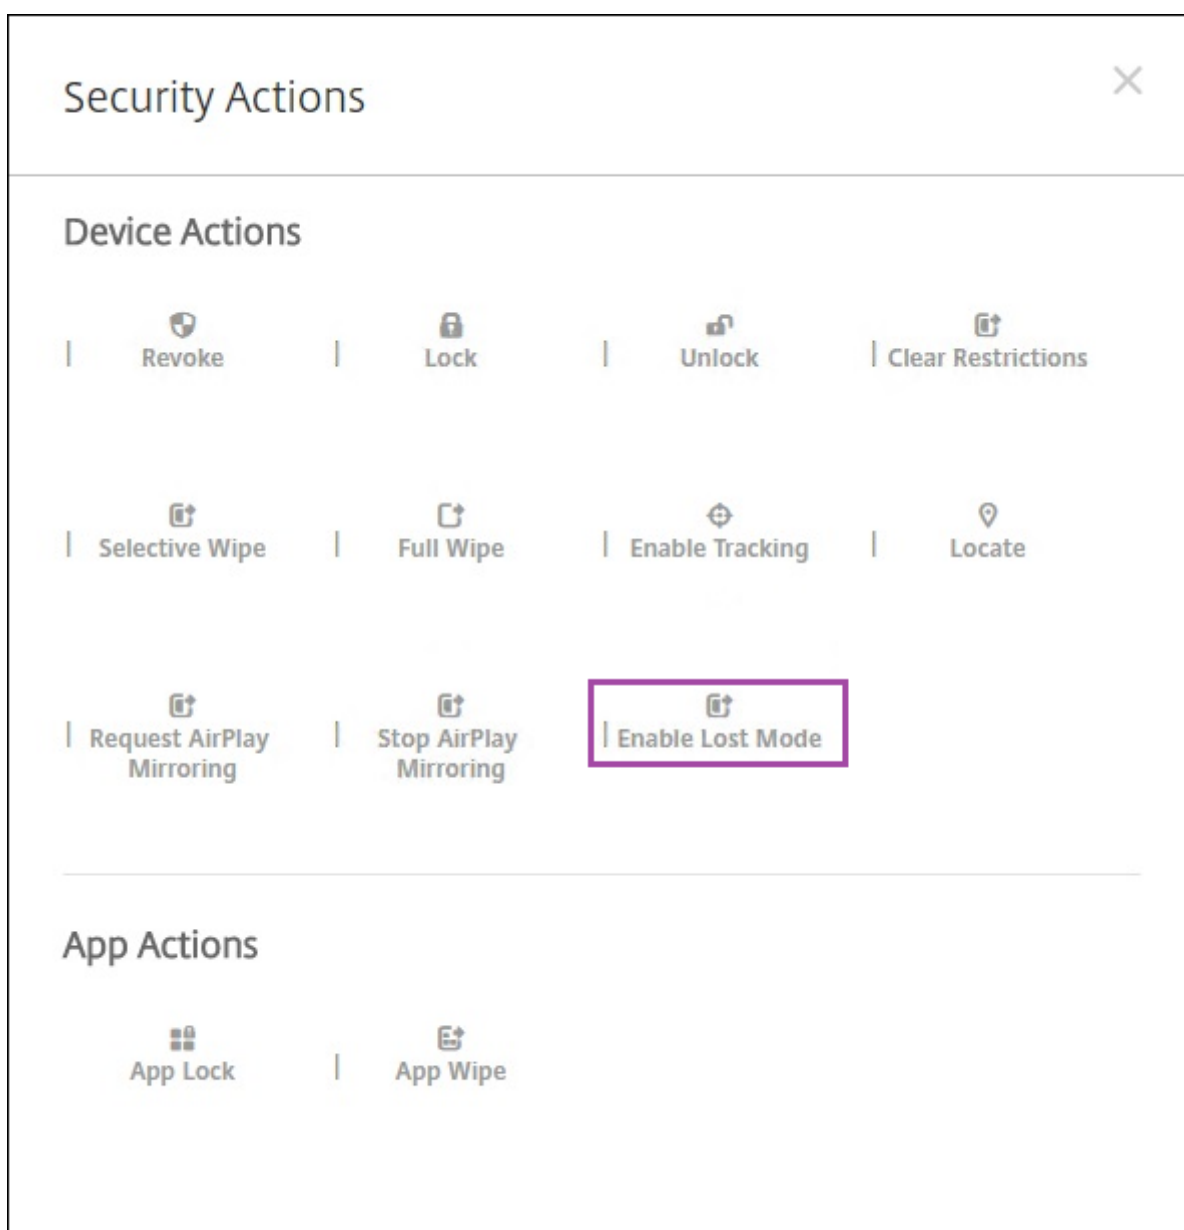 Security Actions
Device Actions
Revoke
Lock
Unlock
Clear Restrictions
Selective Wipe
Full Wipe
Enable Tracking
Locate
Request AirPlay
Mirroring
Stop AirPlay
Mirroring
Enable Lost Mode
App Actions
App Lock
App Wipe